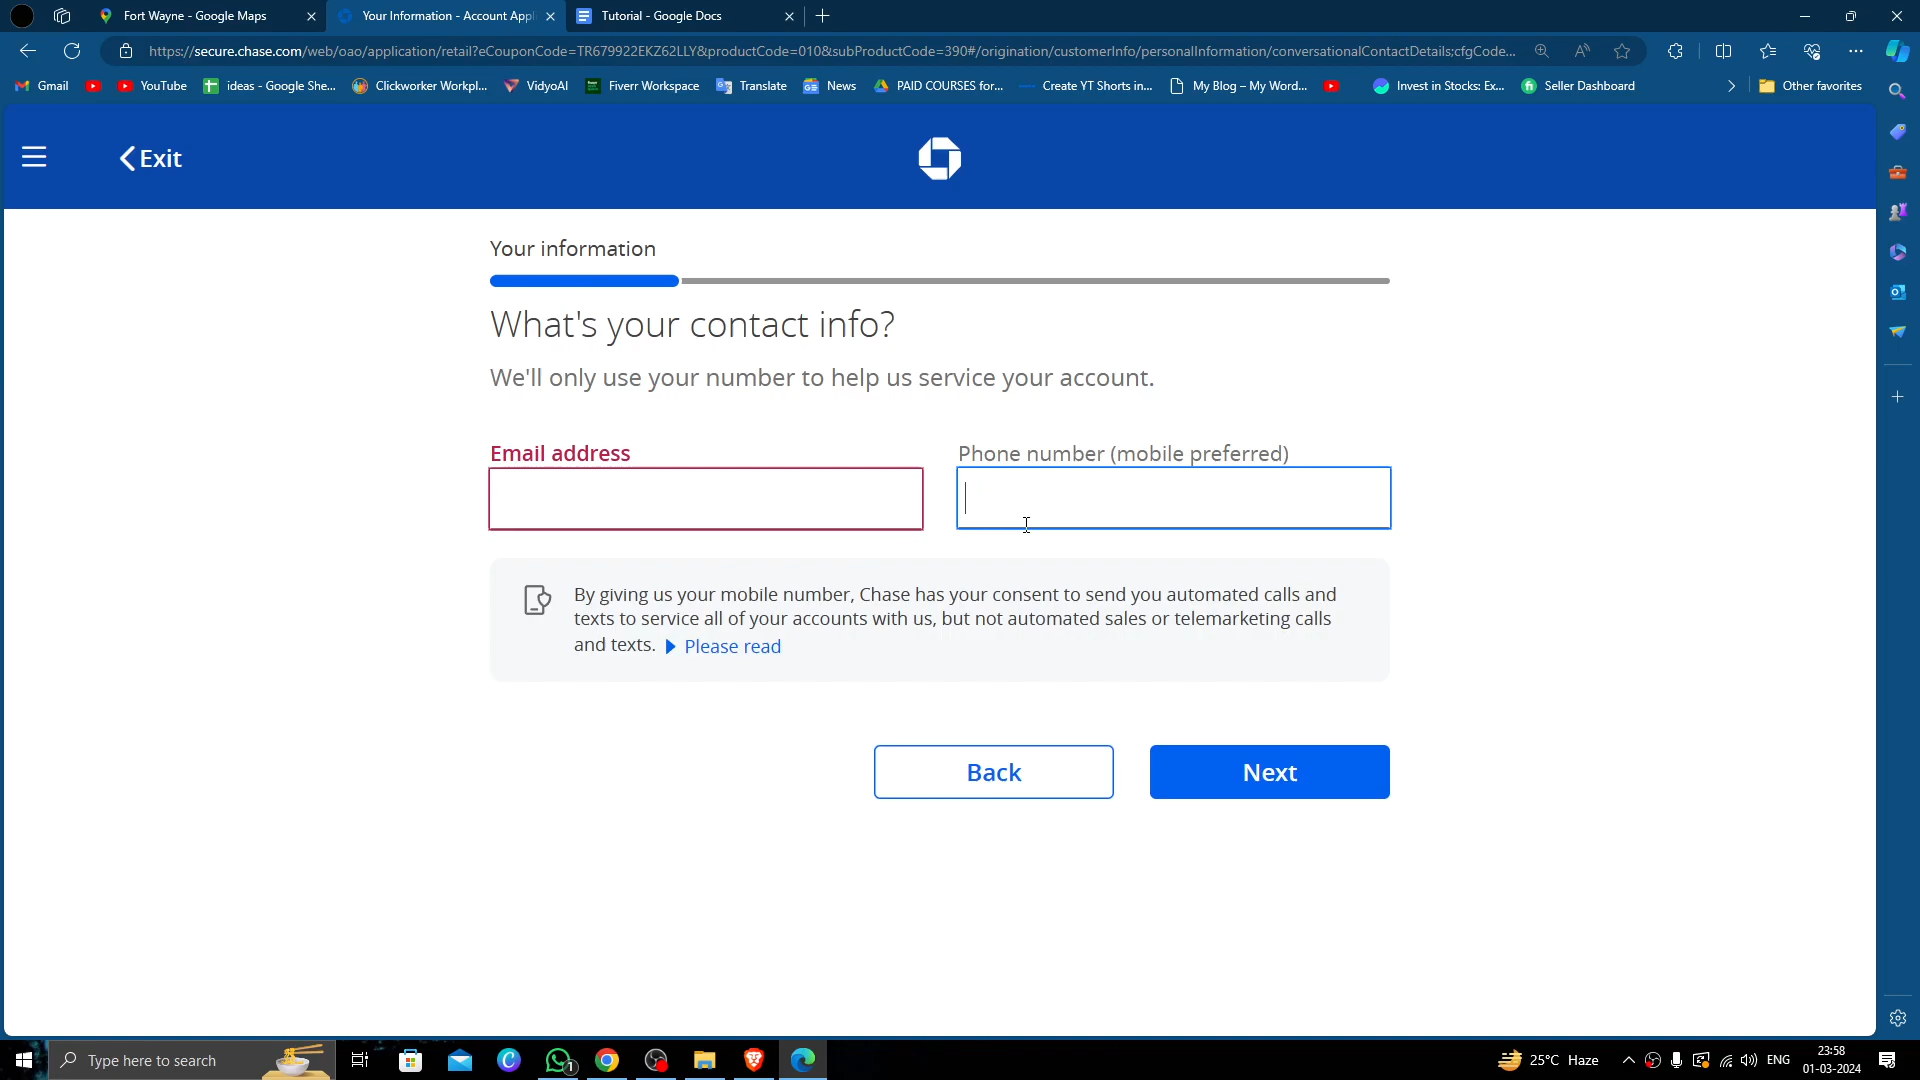 Fort Wayne - Google Maps
Your Information - Account Appl
Tutorial - Google Docs
https://secure.chase.com/web/oao/application/retail?eCouponCode=TR679922EKZ62LLY&productCode=010&subProductCode=390#/origination/customerInfo/personalInformation/conversationalContactDetails;cfgCode...
Gmail
YouTube
ideas - Google She...
Clickworker Workpl...
VidyoAI
Fiverr Workspace
Translate
News
PAID COURSES for...
Create YT Shorts in...
My Blog – My Word...
Invest in Stocks: Ex...
Seller Dashboard
Other favorites
Exit
Your information
What's your contact info?
We'll only use your number to help us service your account.
Email address
Phone number (mobile preferred)
By giving us your mobile number, Chase has your consent to send you automated calls and
texts to service all of your accounts with us, but not automated sales or telemarketing calls
and texts. Please read
Back
Next
Type here to search
1
25°C Haze
ENG
23:58
01-03-2024